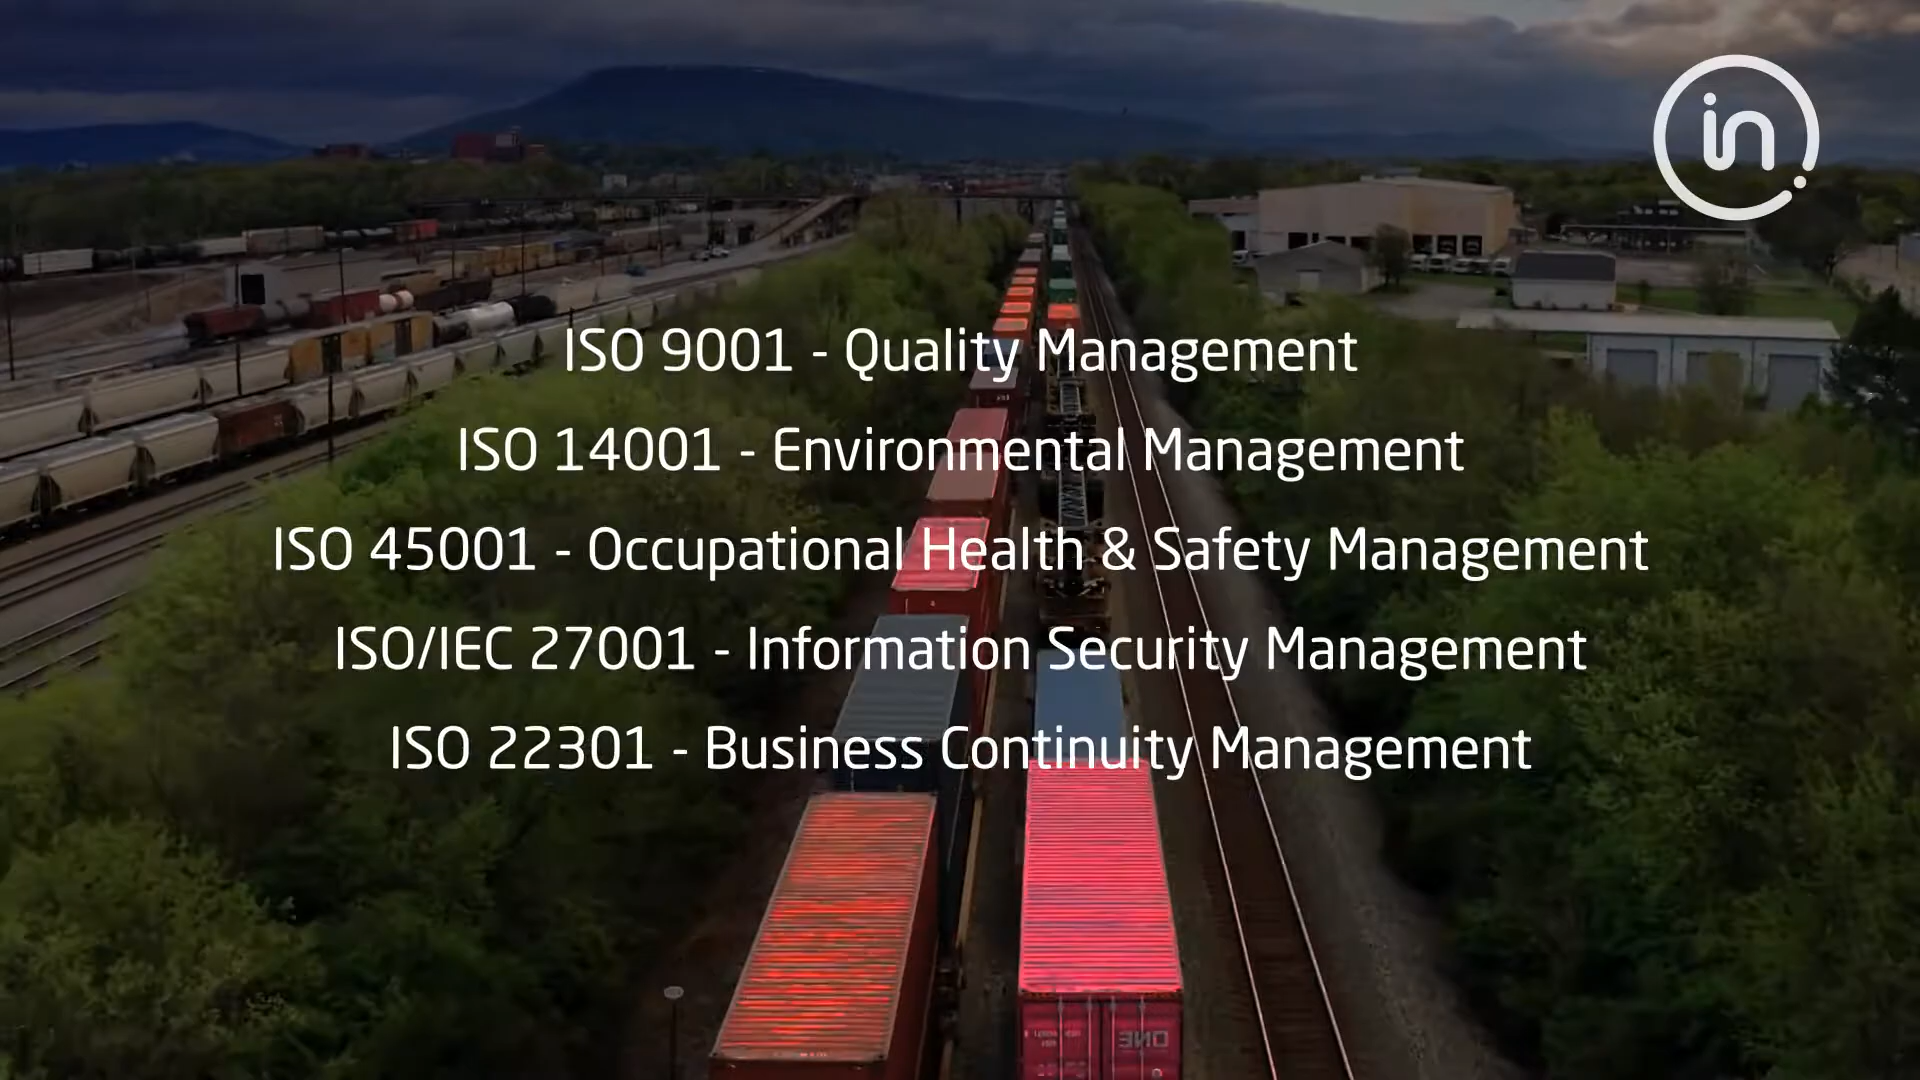 in
ISO 9001 - Quality Management
ISO 14001 - Environmental Management
ISO 45001 - Occupational Health & Safety Management
ISO/IEC 27001 - Information Security Management
ISO 22301 - Business Continuity Management
ONE